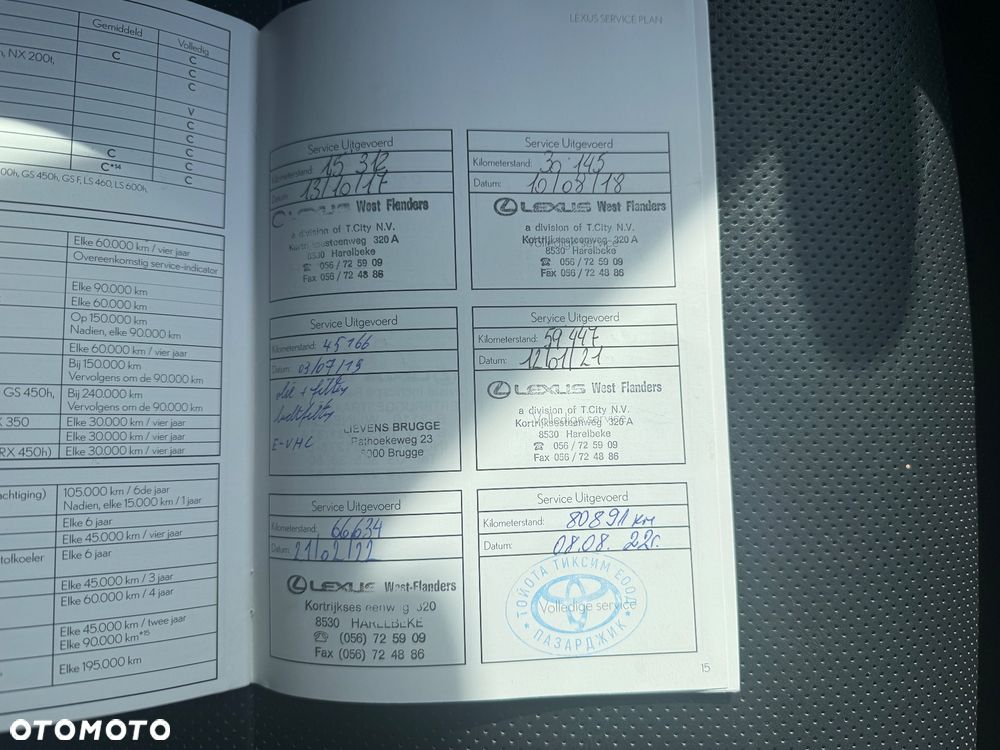 Gemiddeld
Volledig
n, NX 200t,
C
C
C
C
V
C
C
C
C
C*14
C
00h, GS 450h, GS F, LS 460, LS 600h,
Elke 60.000 km / vier jaar
Overeenkomstig service-indicator
Elke 90.000 km
Elke 60.000 km
Op 150.000 km
Nadien, elke 90.000 km
Elke 60.000 km / vier jaar
Bij 150.000 km
Vervolgens om de 90.000 km
GS 450h,
Bij 240.000 km
Vervolgens om de 90.000 km
X 350
Elke 30.000 km / vier jaar
Elke 30.000 km / vier jaar
RX 450h)
Elke 30.000 km / vier jaar
achtiging)
105.000 km / 6de jaar
Nadien, elke 15.000 km / 1 jaar
Elke 6 jaar
Elke 45.000 km / vier jaar
tofkoeler
Elke 6 jaar
Elke 45.000 km / 3 jaar
Elke 60.000 km / 4 jaar
Elke 45.000 km / twee jaar
Elke 90.000 km*15
Elke 195.000 km
LEXUS SERVICE PLAN
Service Uitgevoerd
Kilometerstand: 15 312
Datum: 13/10/17
LEXUS West Flanders
a division of T.City N.V.
Kortrijksesteenweg 320 A
8530 Harelbeke
☎ 056/ 72 59 09
Fax 056/ 72 48 86
Service Uitgevoerd
Kilometerstand: 30 145
Datum: 10/08/18
LEXUS West Flanders
a division of T.City N.V.
Kortrijksesteenweg 320 A
8530 Harelbeke
☎ 056/ 72 59 09
Fax 056/ 72 48 86
Service Uitgevoerd
Kilometerstand: 45166
Datum: 03/07/19
E-VHC
LIEVENS BRUGGE
Pathoekeweg 23
8000 Brugge
Service Uitgevoerd
Kilometerstand: 59 447
Datum: 12/01/21
LEXUS West Flanders
a division of T.City N.V.
Kortrijksesteenweg 320 A
Volledige service
8530 Harelbeke
☎ 056/ 72 59 09
Fax 056/ 72 48 86
Service Uitgevoerd
Kilometerstand: 66634
Datum: 21/02/22
LEXUS West-Flanders
Kortrijkses eenweg 320
8530 HARELBEKE
☎ (056) 72 59 09
Fax (056) 72 48 86
Service Uitgevoerd
Kilometerstand: 80891 км
Datum: 08.08. 22г.
ТОЙОТА ТИКСИМ ЕООД
Volledige service
ПАЗАРДЖИК
15
OTOMOTO